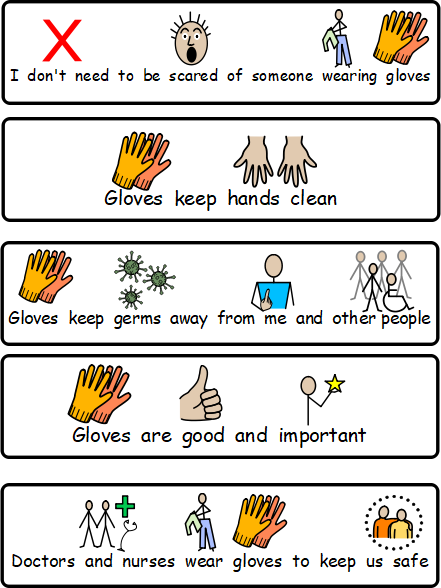 I don't need to be scared of someone wearing gloves
Gloves keep hands clean
Gloves keep germs away from me and other people
Gloves are good and important
Doctors and nurses wear gloves to keep us safe